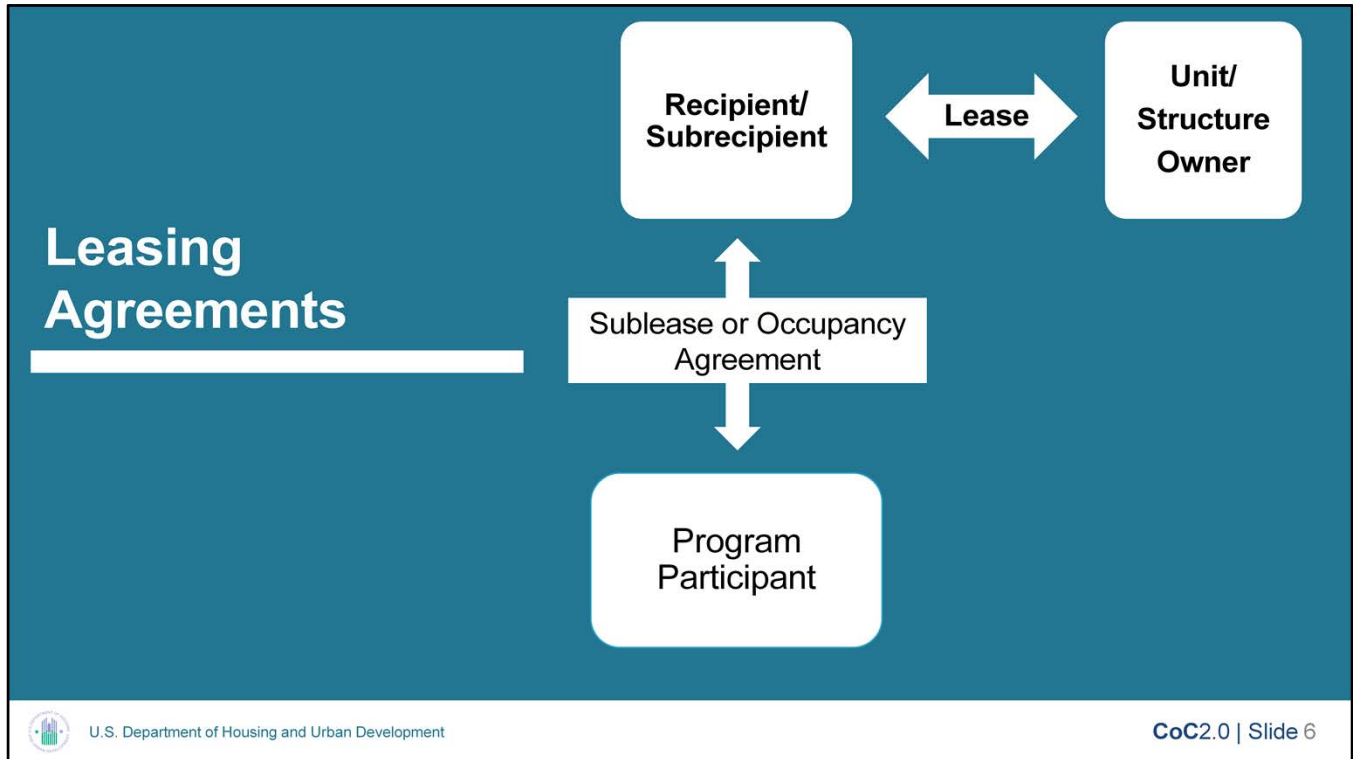 Leasing
Agreements
Recipient/
Subrecipient
Lease
Unit/
Structure
Owner
Sublease or Occupancy
Agreement
Program
Participant
U.S. Department of Housing and Urban Development
CoC2.0 | Slide 6